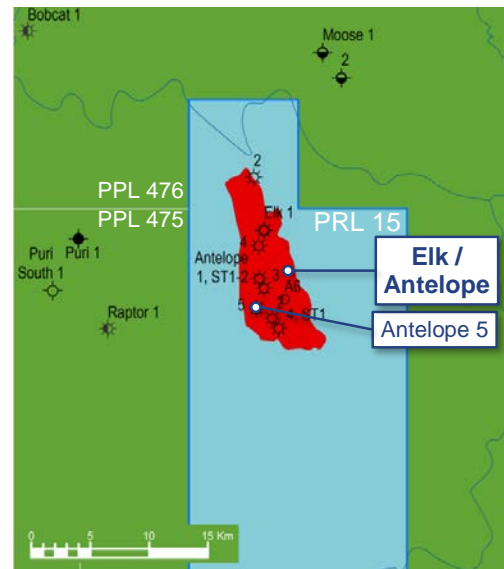 Bobcat 1
Moose 1
2
2
PPL 476
PPL 475
Elk 1
PRL 15
4
Puri
Puri 1
South 1
Antelope
1, ST1-2
3
A6
Elk /
Antelope
5
2
ST1
Antelope 5
Raptor 1
0
5
10
15 Km